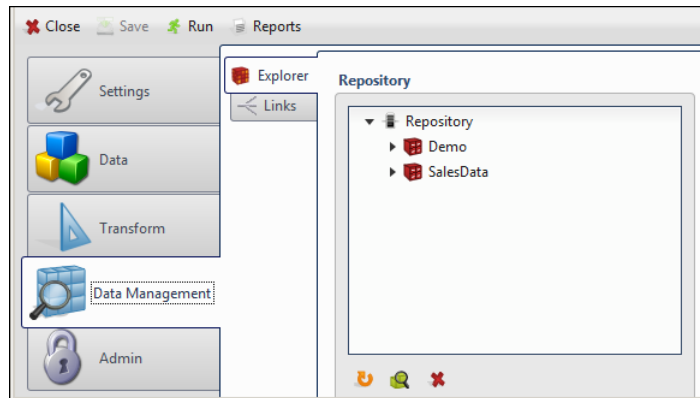 Close Save Run Reports
Settings
Data
Transform
Data Management
Admin
Explorer
Links
Repository
Repository
Demo
SalesData